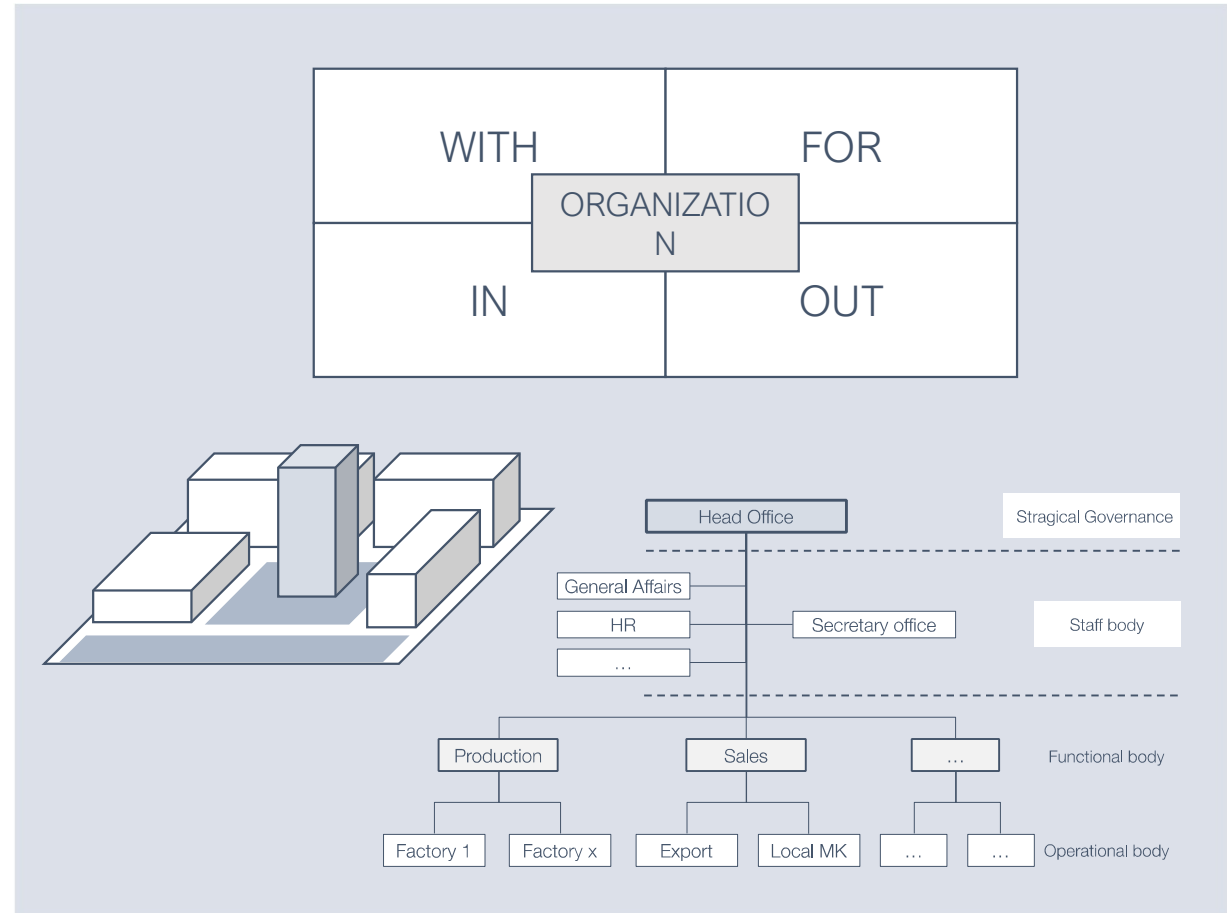 WITH
FOR
ORGANIZATIO
N
IN
OUT
Head Office
Stragical Governance
General Affairs
HR
Secretary office
Staff body
...
Production
Sales
...
Functional body
Factory 1
Factory x
Export
Local MK
...
...
Operational body